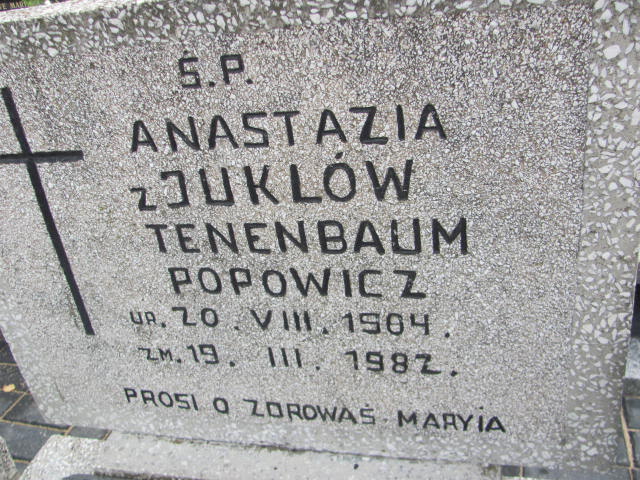 Ś.P.
ANASTAZIA
z JUKLÓW
TENENBAUM
POPOWICZ
UR. 20. VIII. 1904.
ZM. 19. III. 1982.
PROSI O ZDROWAŚ MARYIA